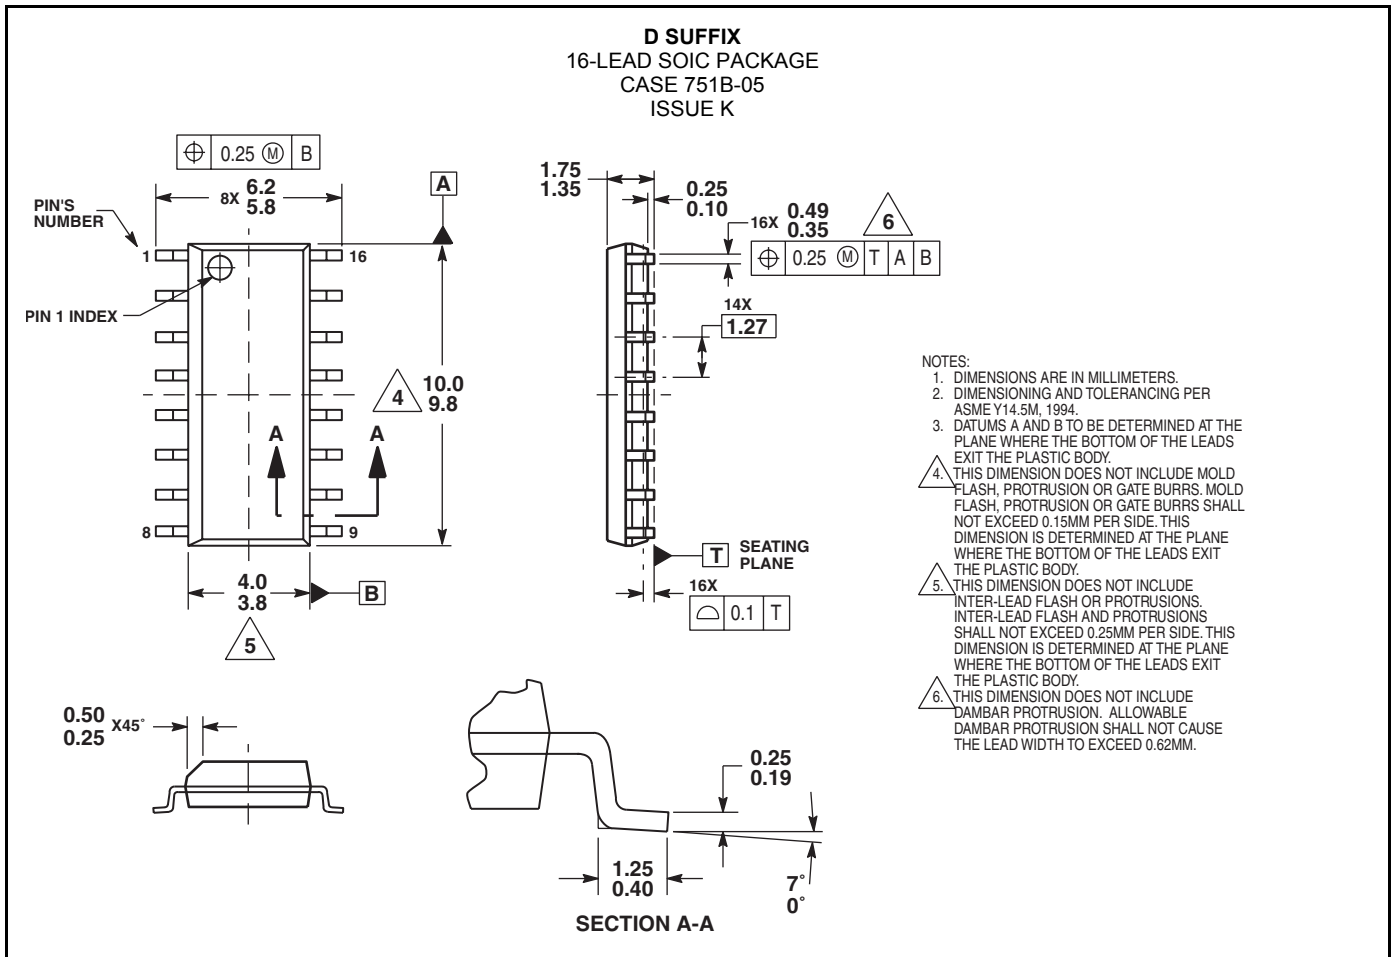 D SUFFIX
16-LEAD SOIC PACKAGE
CASE 751B-05
ISSUE K
0.25 Ⓜ B
8X 6.2
5.8
A
PIN'S
NUMBER
1
16
PIN 1 INDEX
4
10.0
9.8
A A
8
9
4.0
3.8
B
5
1.75
1.35
0.25
0.10
16X 0.49
0.35
6
0.25 Ⓜ T A B
14X
1.27
T SEATING
PLANE
16X
0.1 T
0.50 X45°
0.25
0.25
0.19
1.25
0.40
7°
0°
SECTION A-A
NOTES:
1. DIMENSIONS ARE IN MILLIMETERS.
2. DIMENSIONING AND TOLERANCING PER
ASME Y14.5M, 1994.
3. DATUMS A AND B TO BE DETERMINED AT THE
PLANE WHERE THE BOTTOM OF THE LEADS
EXIT THE PLASTIC BODY.
4. THIS DIMENSION DOES NOT INCLUDE MOLD
FLASH, PROTRUSION OR GATE BURRS. MOLD
FLASH, PROTRUSION OR GATE BURRS SHALL
NOT EXCEED 0.15MM PER SIDE. THIS
DIMENSION IS DETERMINED AT THE PLANE
WHERE THE BOTTOM OF THE LEADS EXIT
THE PLASTIC BODY.
5. THIS DIMENSION DOES NOT INCLUDE
INTER-LEAD FLASH OR PROTRUSIONS.
INTER-LEAD FLASH AND PROTRUSIONS
SHALL NOT EXCEED 0.25MM PER SIDE. THIS
DIMENSION IS DETERMINED AT THE PLANE
WHERE THE BOTTOM OF THE LEADS EXIT
THE PLASTIC BODY.
6. THIS DIMENSION DOES NOT INCLUDE
DAMBAR PROTRUSION. ALLOWABLE
DAMBAR PROTRUSION SHALL NOT CAUSE
THE LEAD WIDTH TO EXCEED 0.62MM.